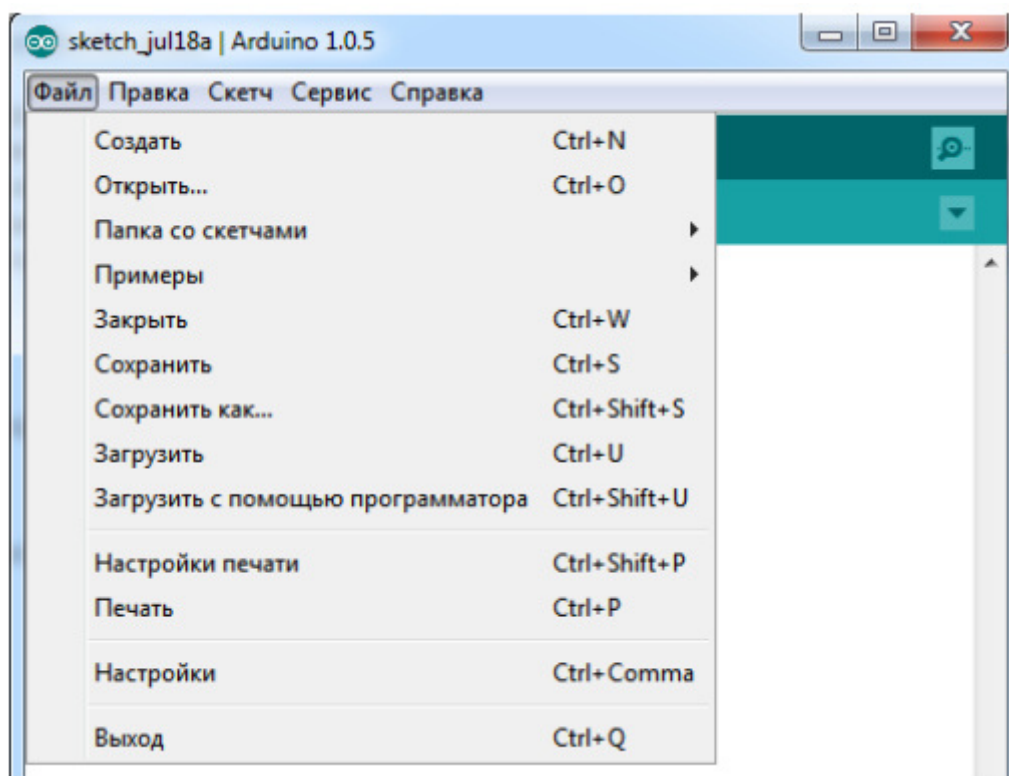 sketch_jul18a | Arduino 1.0.5
Файл Правка Скетч Сервис Справка
Создать Ctrl+N
Открыть... Ctrl+O
Папка со скетчами
Примеры
Закрыть Ctrl+W
Сохранить Ctrl+S
Сохранить как... Ctrl+Shift+S
Загрузить Ctrl+U
Загрузить с помощью программатора Ctrl+Shift+U
Настройки печати Ctrl+Shift+P
Печать Ctrl+P
Настройки Ctrl+Comma
Выход Ctrl+Q